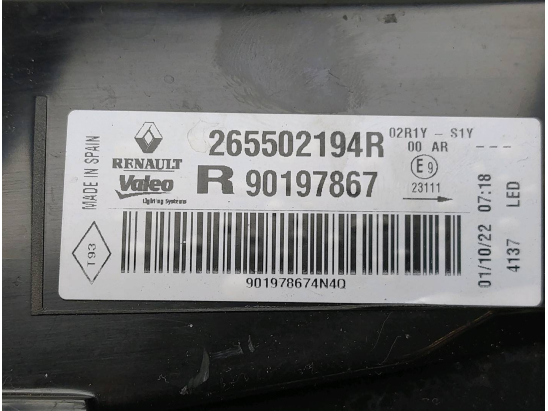 MADE IN SPAIN
T93
RENAULT
Valeo
Lighting Systems
265502194R
R 90197867
02R1Y - S1Y
00 AR ---
E9
23111
901978674N4Q
01/10/22 07:18
4137 LED